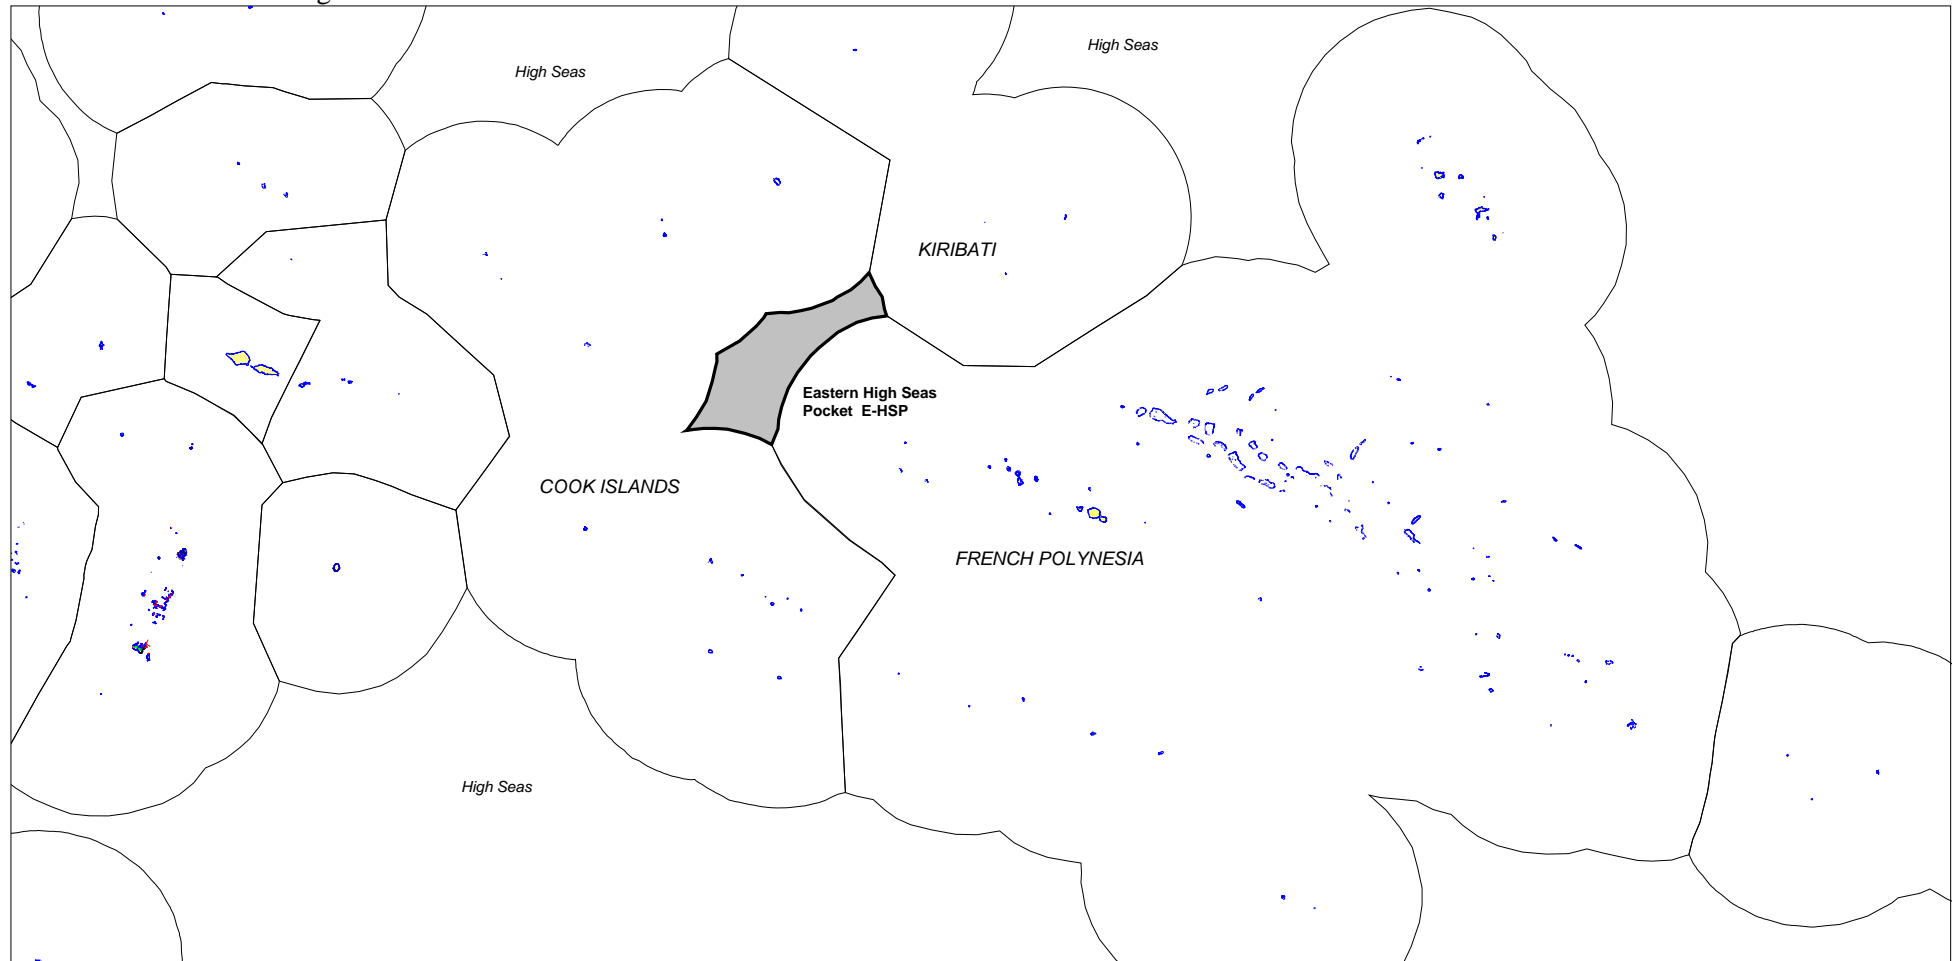 High Seas
High Seas
KIRIBATI
Eastern High Seas
Pocket E-HSP
COOK ISLANDS
FRENCH POLYNESIA
High Seas